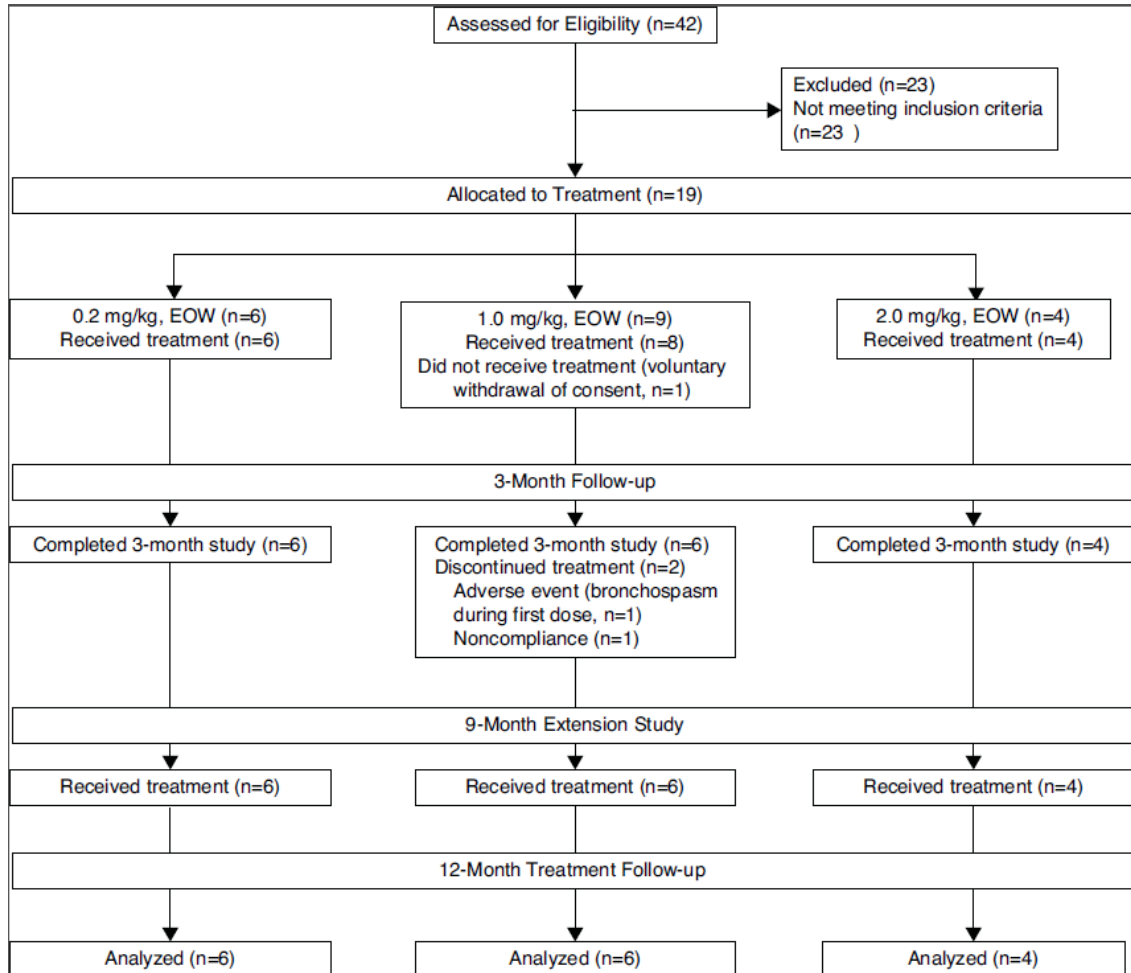 Assessed for Eligibility (n=42)
Excluded (n=23)
Not meeting inclusion criteria
(n=23  )
Allocated to Treatment (n=19)
0.2 mg/kg, EOW (n=6)
Received treatment (n=6)
1.0 mg/kg, EOW (n=9)
Received treatment (n=8)
Did not receive treatment (voluntary
withdrawal of consent, n=1)
2.0 mg/kg, EOW (n=4)
Received treatment (n=4)
3-Month Follow-up
Completed 3-month study (n=6)
Completed 3-month study (n=6)
Discontinued treatment (n=2)
Adverse event (bronchospasm
during first dose, n=1)
Noncompliance (n=1)
Completed 3-month study (n=4)
9-Month Extension Study
Received treatment (n=6)
Received treatment (n=6)
Received treatment (n=4)
12-Month Treatment Follow-up
Analyzed (n=6)
Analyzed (n=6)
Analyzed (n=4)